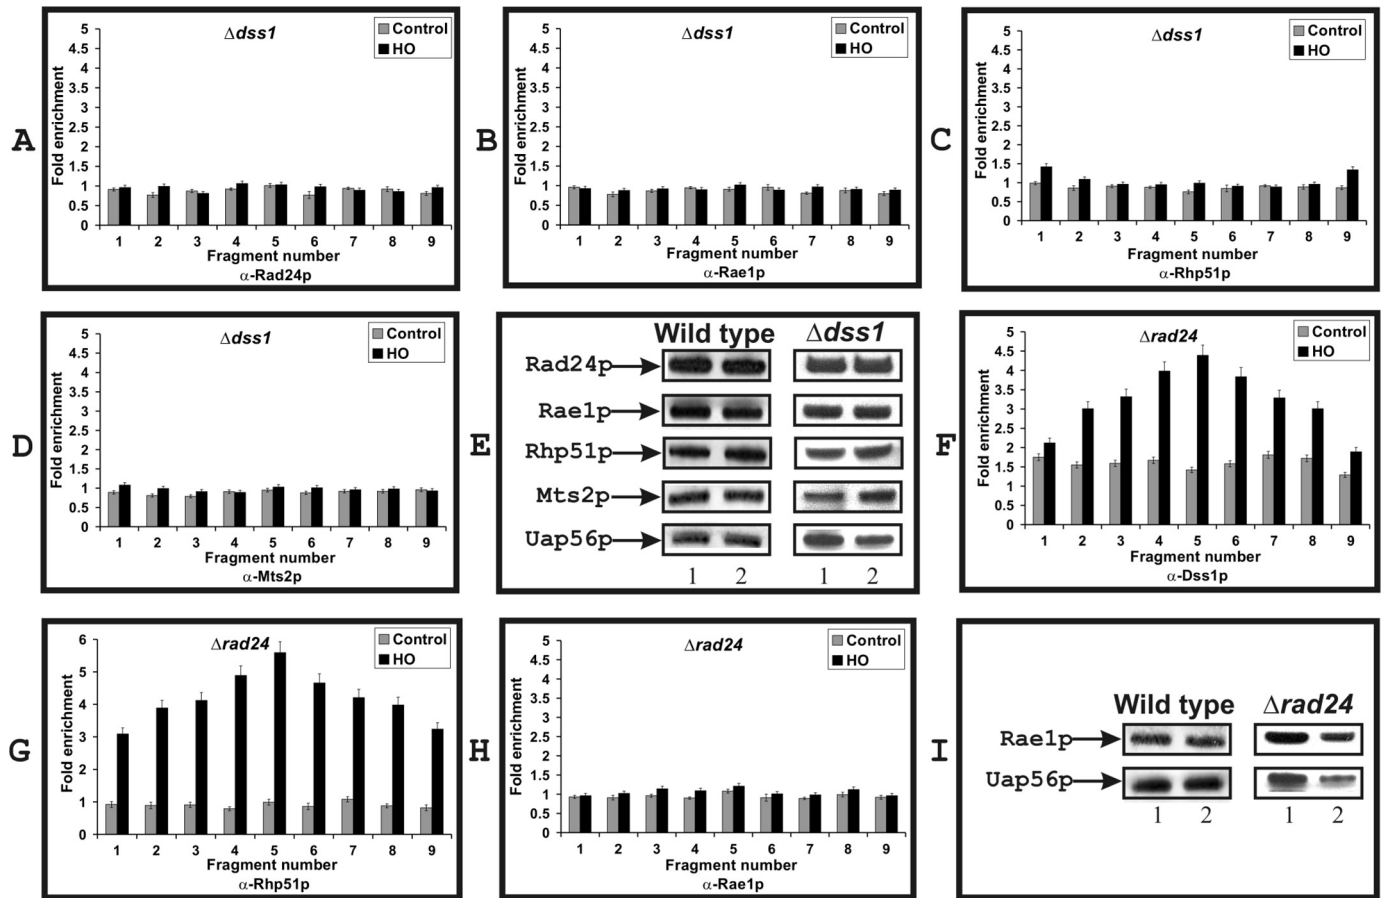 A
Δdss1
Control
HO
Fold enrichment
5
4.5
4
3.5
3
2.5
2
1.5
1
0.5
0
1 2 3 4 5 6 7 8 9
Fragment number
α-Rad24p
B
Δdss1
Control
HO
Fold enrichment
5
4.5
4
3.5
3
2.5
2
1.5
1
0.5
0
1 2 3 4 5 6 7 8 9
Fragment number
α-Rae1p
C
Δdss1
Control
HO
Fold enrichment
5
4.5
4
3.5
3
2.5
2
1.5
1
0.5
0
1 2 3 4 5 6 7 8 9
Fragment number
α-Rhp51p
D
Δdss1
Control
HO
Fold enrichment
5
4.5
4
3.5
3
2.5
2
1.5
1
0.5
0
1 2 3 4 5 6 7 8 9
Fragment number
α-Mts2p
E
Wild type Δdss1
Rad24p
Rae1p
Rhp51p
Mts2p
Uap56p
1 2 1 2
F
Δrad24
Control
HO
Fold enrichment
5
4.5
4
3.5
3
2.5
2
1.5
1
0.5
0
1 2 3 4 5 6 7 8 9
Fragment number
α-Dss1p
G
Δrad24
Control
HO
Fold enrichment
6
5
4
3
2
1
0
1 2 3 4 5 6 7 8 9
Fragment number
α-Rhp51p
H
Δrad24
Control
HO
Fold enrichment
5
4.5
4
3.5
3
2.5
2
1.5
1
0.5
0
1 2 3 4 5 6 7 8 9
Fragment number
α-Rae1p
I
Wild type Δrad24
Rae1p
Uap56p
1 2 1 2